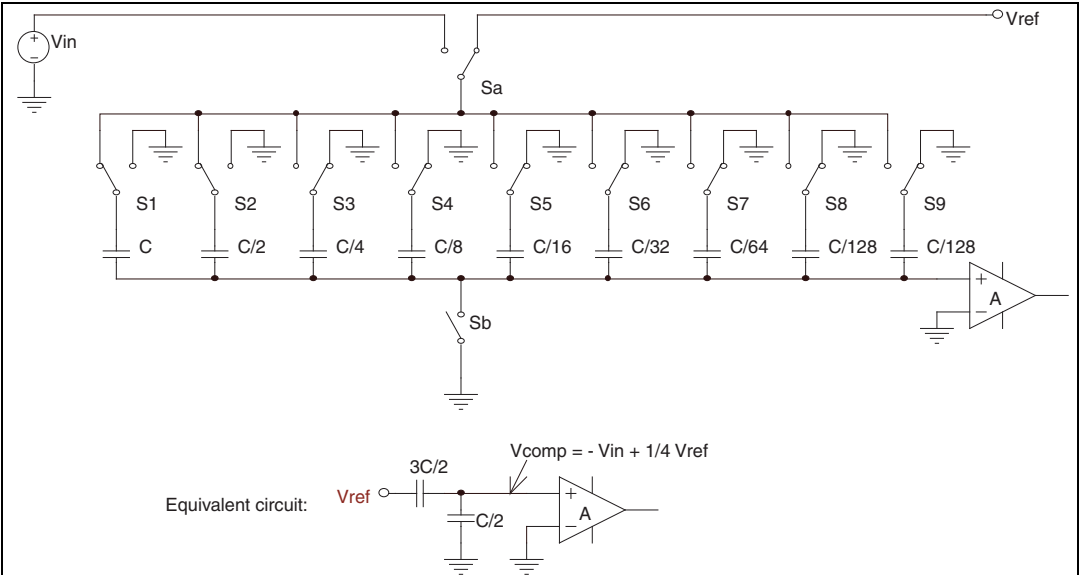 Vin
+
−
Vref
Sa
S1 S2 S3 S4 S5 S6 S7 S8 S9
C C/2 C/4 C/8 C/16 C/32 C/64 C/128 C/128
+
A
−
Sb
Vcomp = - Vin + 1/4 Vref
3C/2
Equivalent circuit: Vref
+
A
−
C/2